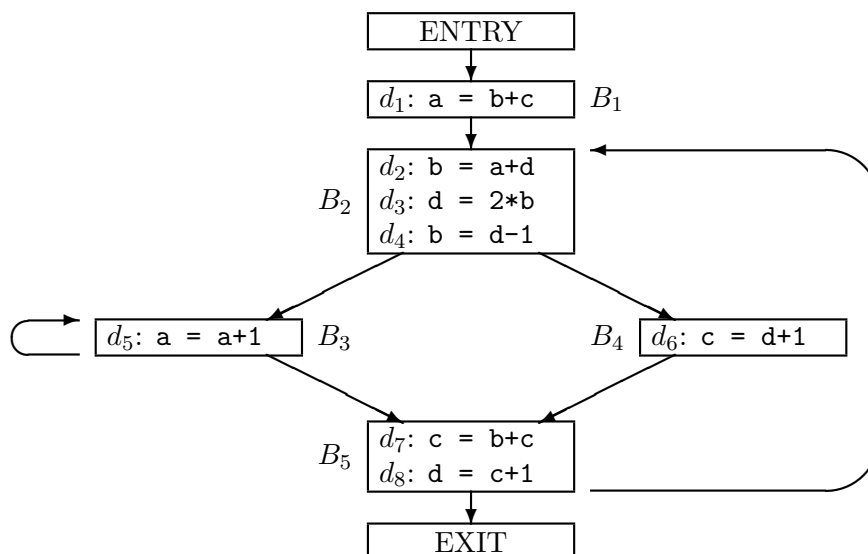 ENTRY
d₁: a = b+c B₁
d₂: b = a+d
B₂ d₃: d = 2*b
d₄: b = d−1
d₅: a = a+1 B₃ B₄ d₆: c = d+1
d₇: c = b+c
B₅ d₈: d = c+1
EXIT